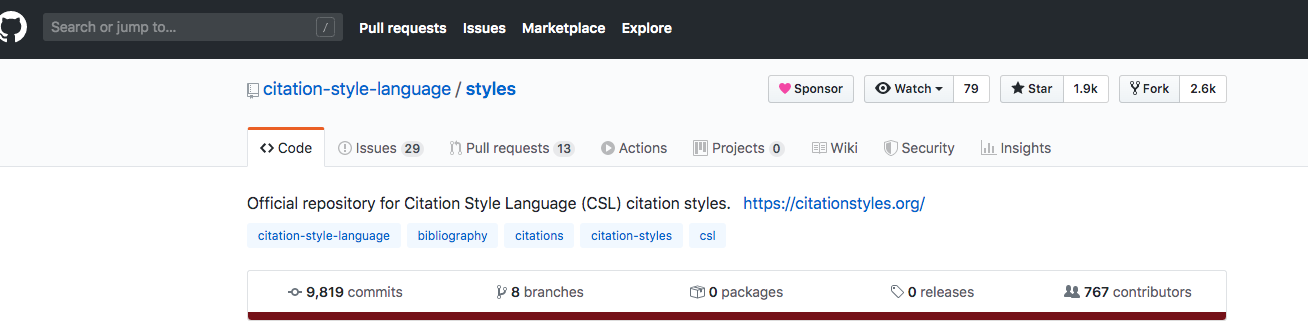 Search or jump to... /
Pull requests Issues Marketplace Explore
citation-style-language / styles
Sponsor Watch 79 Star 1.9k Fork 2.6k
Code Issues 29 Pull requests 13 Actions Projects 0 Wiki Security Insights
Official repository for Citation Style Language (CSL) citation styles. https://citationstyles.org/
citation-style-language bibliography citations citation-styles csl
9,819 commits 8 branches 0 packages 0 releases 767 contributors